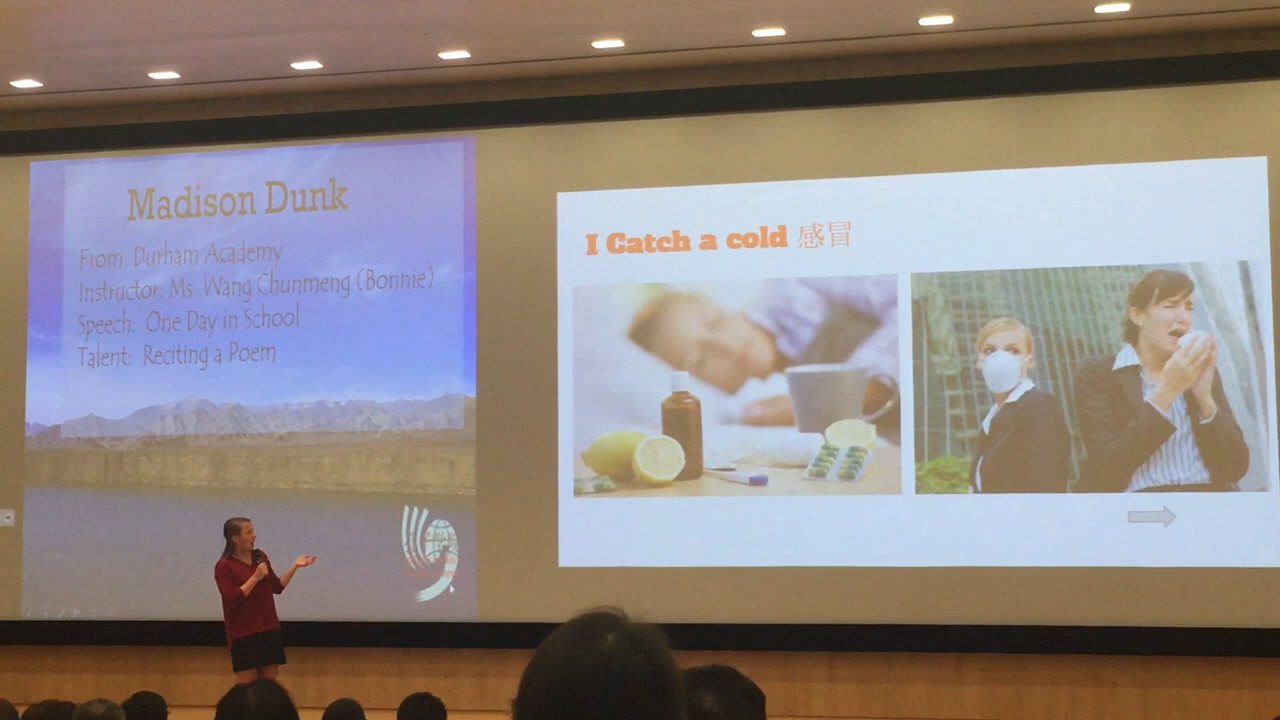 Madison Dunk
From: Durham Academy
Instructor: Ms. Wang Chunmeng (Bonnie)
Speech: One Day in School
Talent: Reciting a Poem
I Catch a cold 感冒